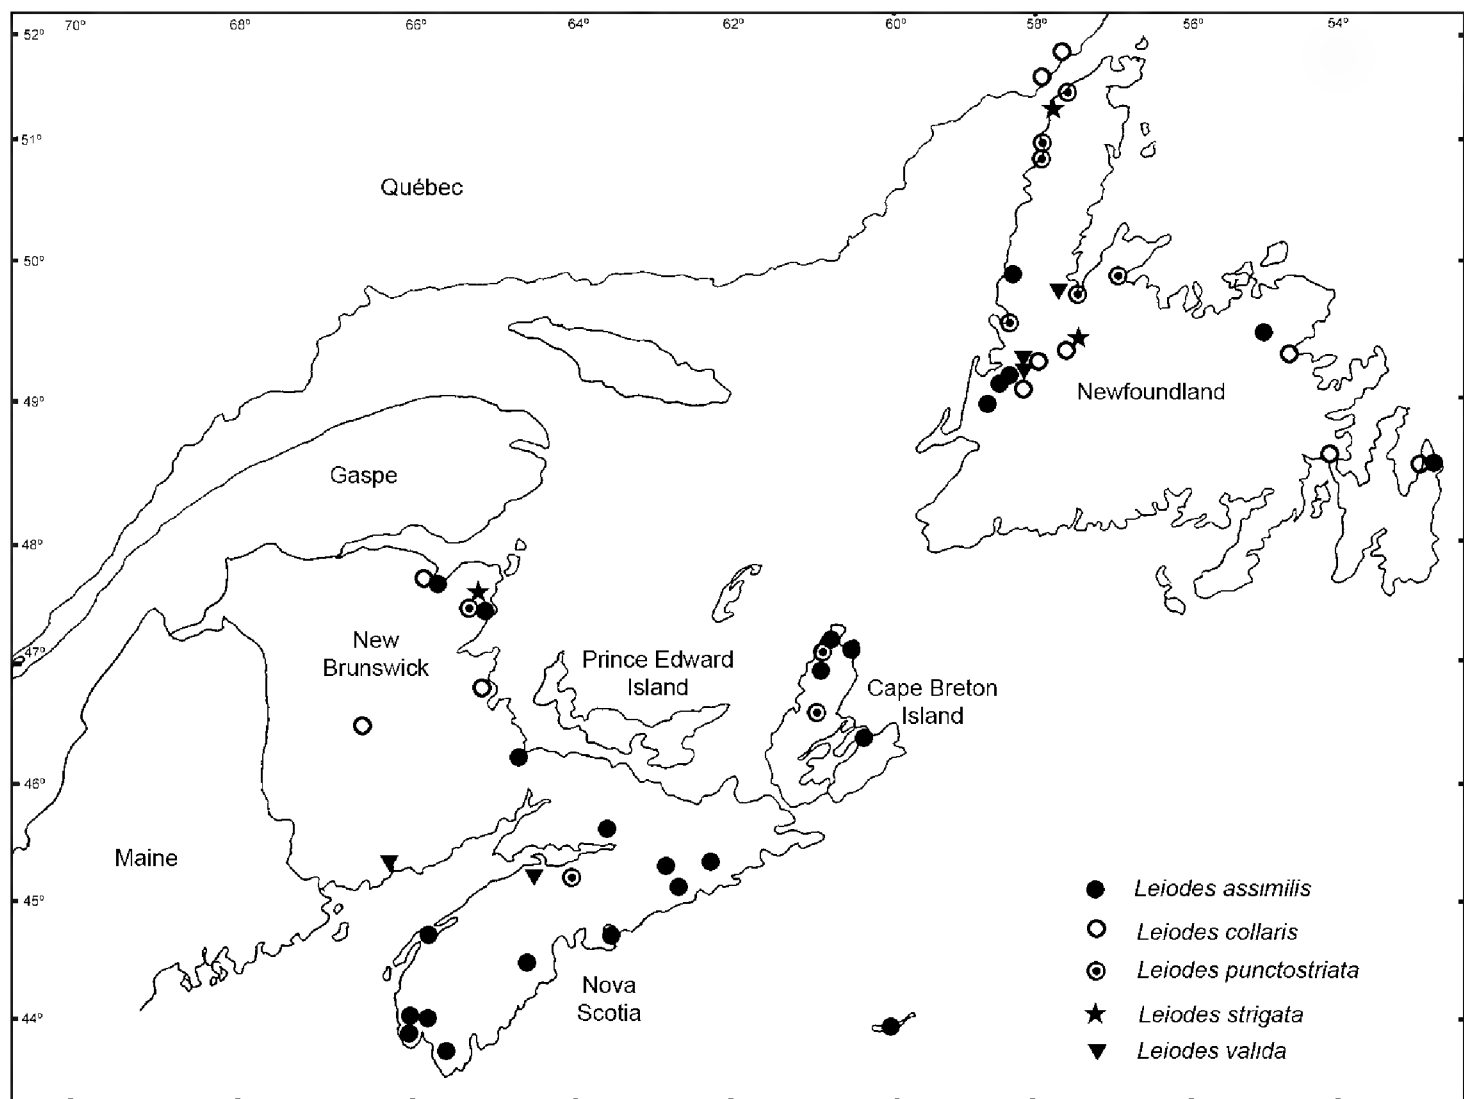 70° 68° 66° 64° 62° 60° 58° 56° 54°
52°
51°
Québec
50°
Newfoundland
49°
Gaspe
48°
47°
New
Brunswick
Prince Edward
Island
Cape Breton
Island
46°
Maine
45°
Nova
Scotia
44°
Leiodes assimilis
Leiodes collaris
Leiodes punctostriata
Leiodes strigata
Leiodes valida